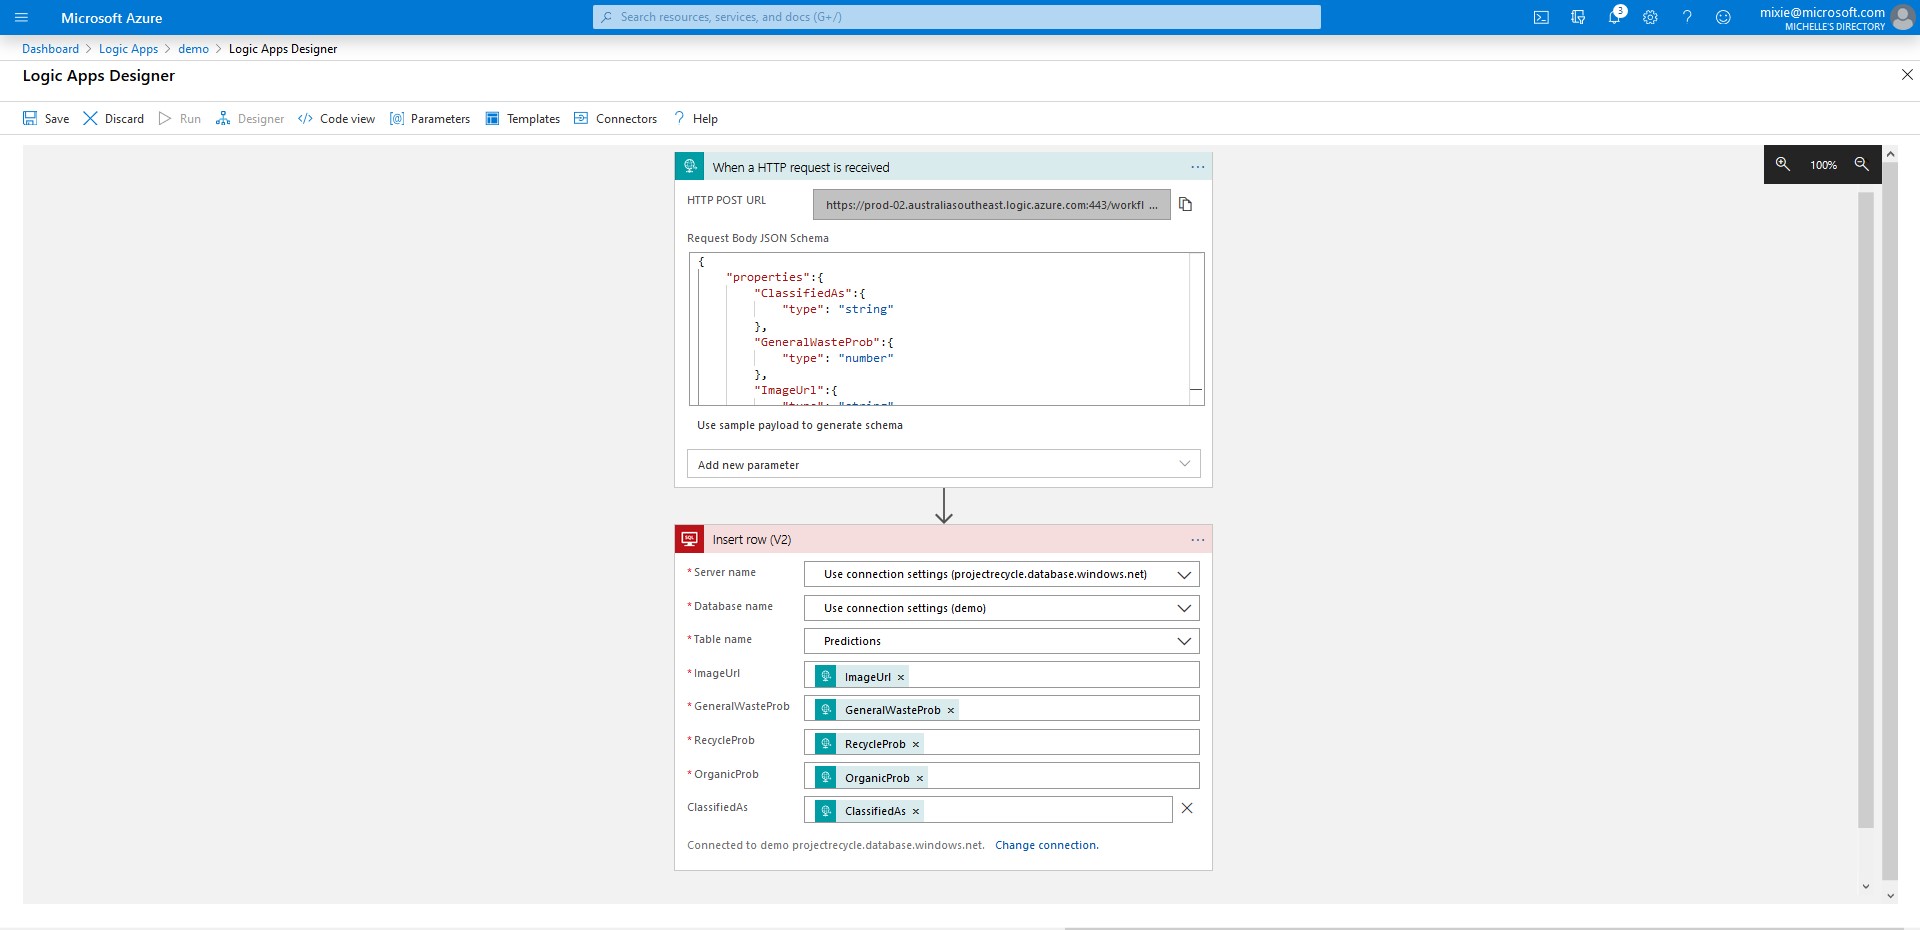 Microsoft Azure
Search resources, services, and docs (G+/)
3
mixie@microsoft.com
MICHELLE'S DIRECTORY
Dashboard > Logic Apps > demo > Logic Apps Designer
Logic Apps Designer
Save Discard Run Designer Code view Parameters Templates Connectors Help
100%
When a HTTP request is received
HTTP POST URL
https://prod-02.australiasoutheast.logic.azure.com:443/workfl ...
Request Body JSON Schema
{
"properties":{
"ClassifiedAs":{
"type": "string"
},
"GeneralWasteProb":{
"type": "number"
},
"ImageUrl":{
"type": "string"
Use sample payload to generate schema
Add new parameter
SQL
Insert row (V2)
* Server name
Use connection settings (projectrecycle.database.windows.net)
* Database name
Use connection settings (demo)
* Table name
Predictions
* ImageUrl
ImageUrl ×
* GeneralWasteProb
GeneralWasteProb ×
* RecycleProb
RecycleProb ×
* OrganicProb
OrganicProb ×
ClassifiedAs
ClassifiedAs ×
Connected to demo projectrecycle.database.windows.net. Change connection.